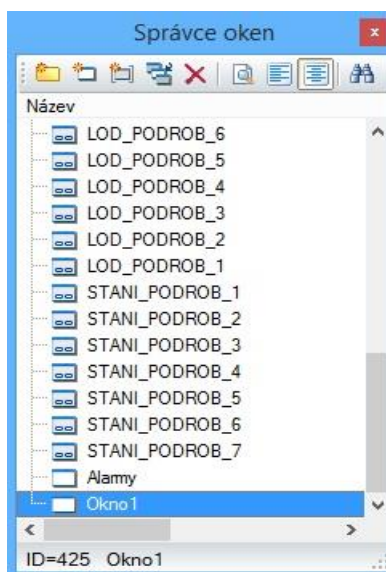 Správce oken
x
Název
LOD_PODROB_6
LOD_PODROB_5
LOD_PODROB_4
LOD_PODROB_3
LOD_PODROB_2
LOD_PODROB_1
STANI_PODROB_1
STANI_PODROB_2
STANI_PODROB_3
STANI_PODROB_4
STANI_PODROB_5
STANI_PODROB_6
STANI_PODROB_7
Alarmy
Okno1
ID=425 Okno1